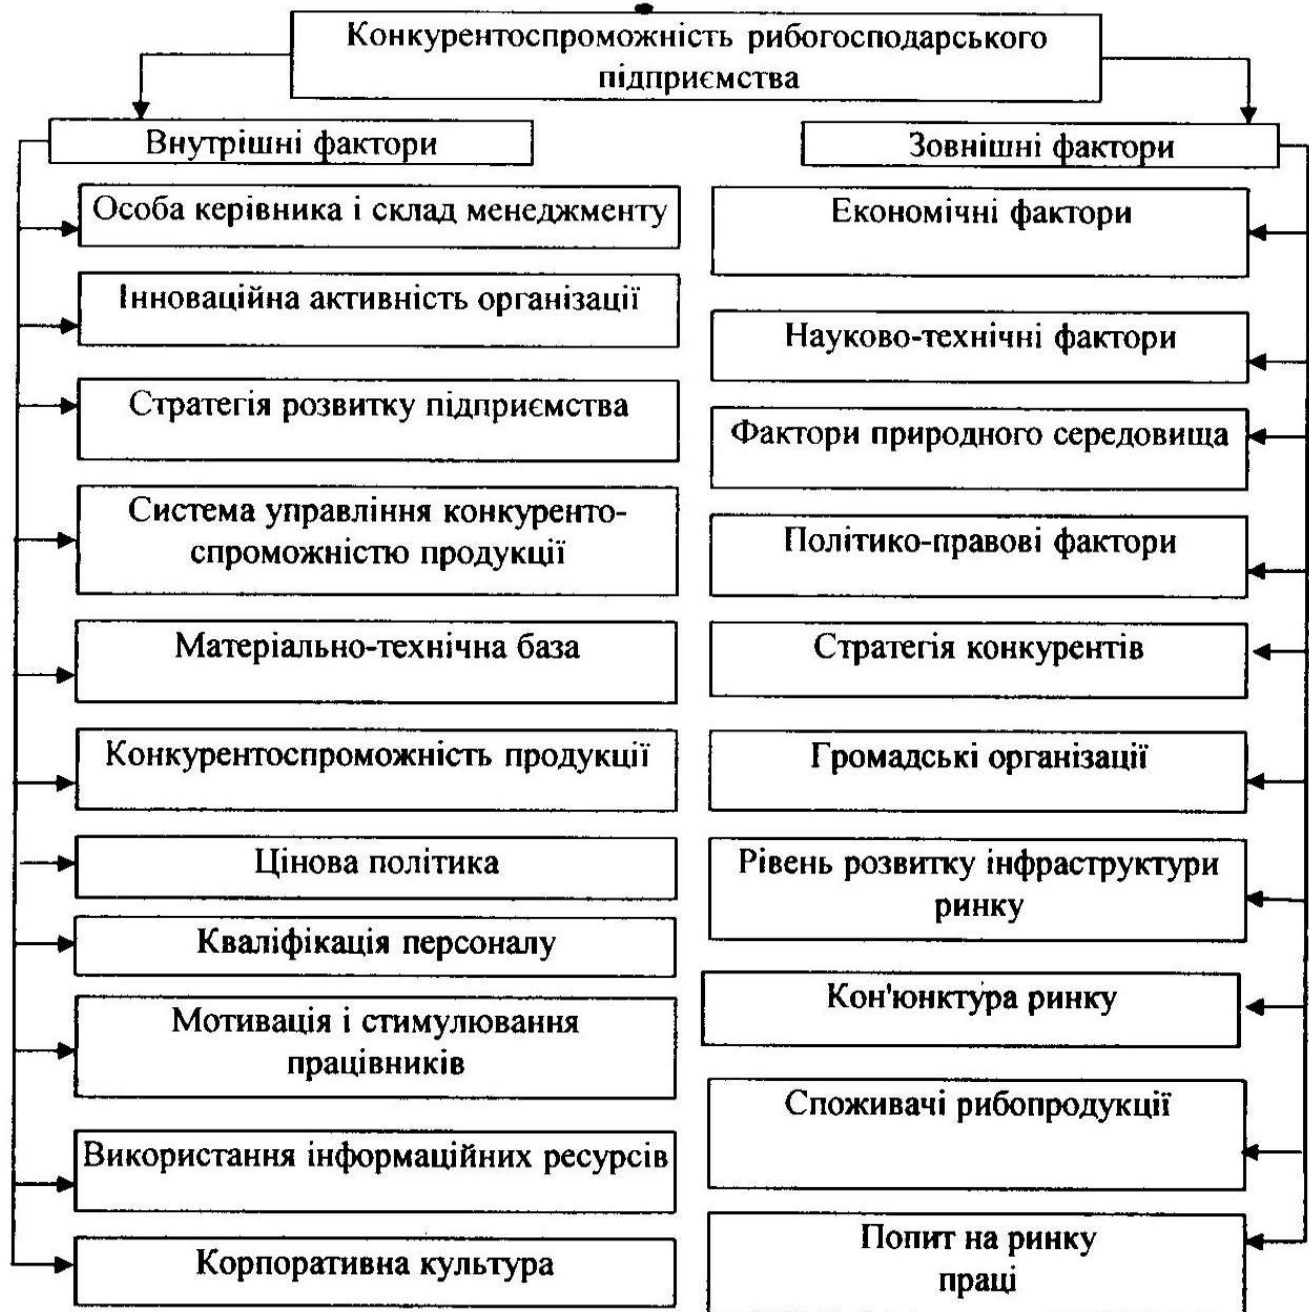 Конкурентоспроможність рибогосподарського
підприємства
Внутрішні фактори
Особа керівника і склад менеджменту
Інноваційна активність організації
Стратегія розвитку підприємства
Система управління конкуренто-
спроможністю продукції
Матеріально-технічна база
Конкурентоспроможність продукції
Цінова політика
Кваліфікація персоналу
Мотивація і стимулювання
працівників
Використання інформаційних ресурсів
Корпоративна культура
Зовнішні фактори
Економічні фактори
Науково-технічні фактори
Фактори природного середовища
Політико-правові фактори
Стратегія конкурентів
Громадські організації
Рівень розвитку інфраструктури
ринку
Кон'юнктура ринку
Споживачі рибопродукції
Попит на ринку
праці